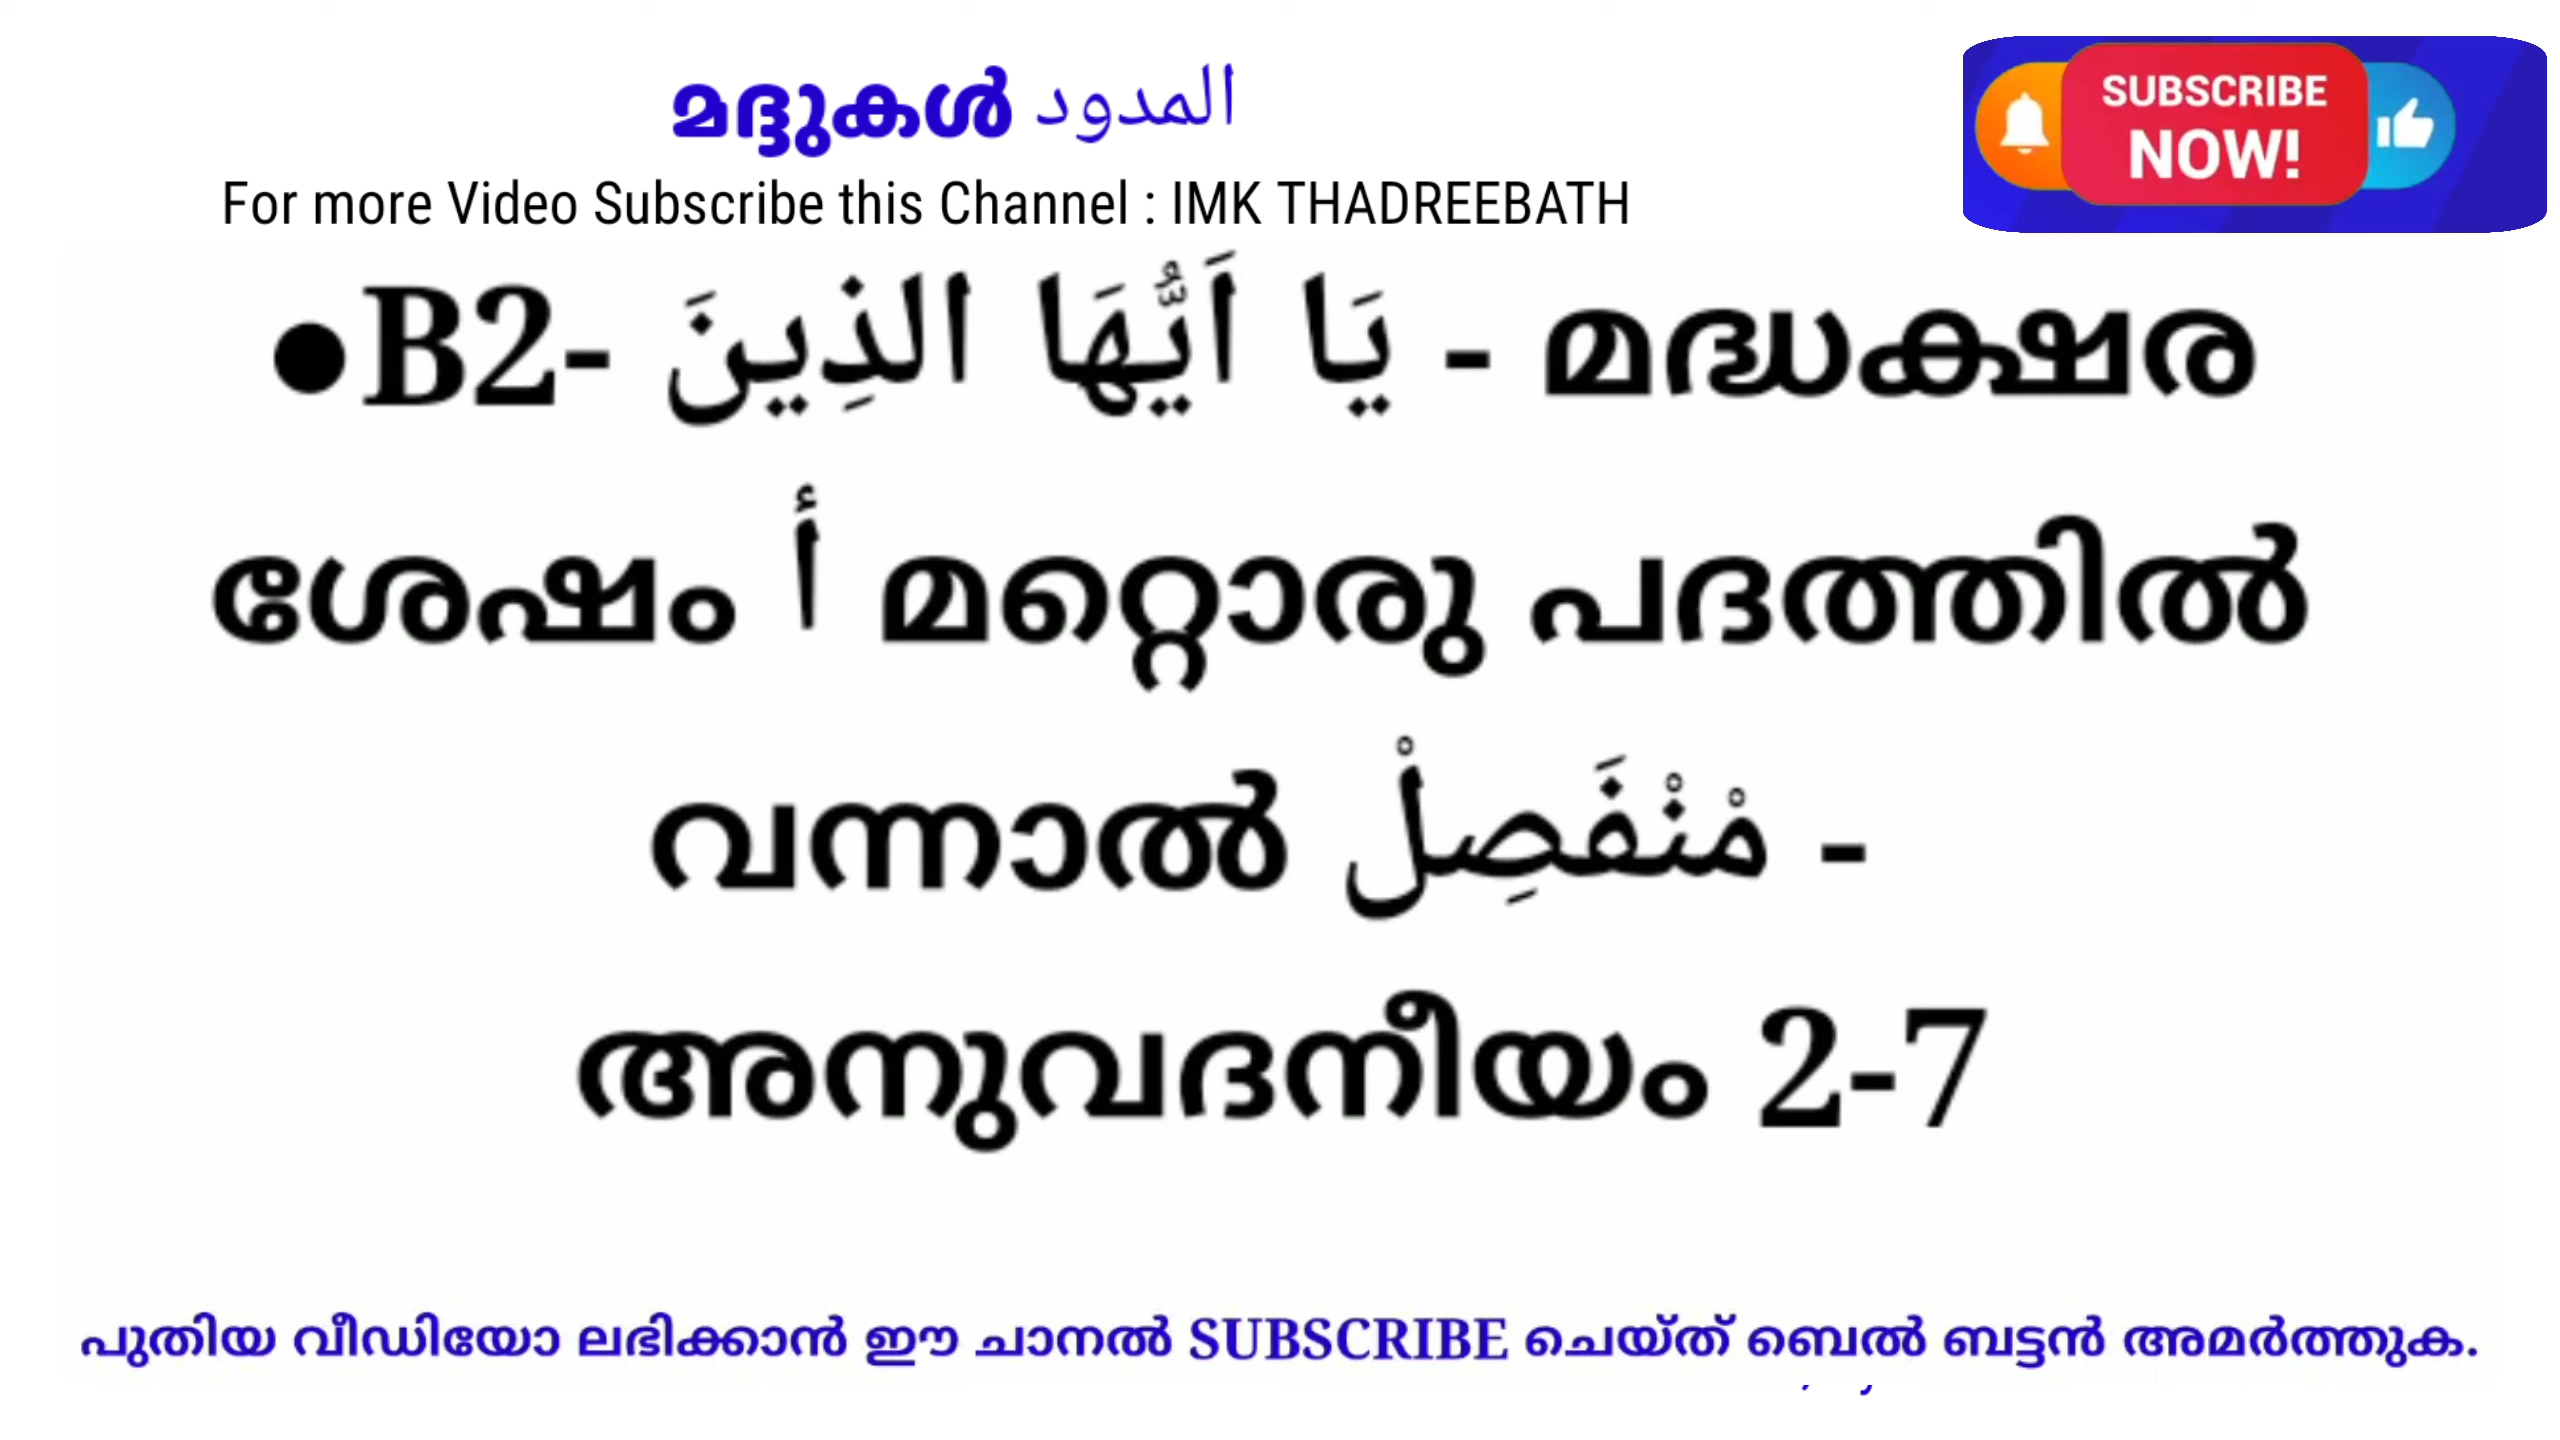 മദ്ദുകൾ المدود
SUBSCRIBE
NOW!
For more Video Subscribe this Channel : IMK THADREEBATH
●B2- يَا اَيُّهَا الذِينَ - മദ്ധക്ഷര
ശേഷം أ മറ്റൊരു പദത്തിൽ
വന്നാൽ مْنْفَصِلْ -
അനുവദനീയം 2-7
പുതിയ വീഡിയോ ലഭിക്കാൻ ഈ ചാനൽ SUBSCRIBE ചെയ്ത് ബെൽ ബട്ടൻ അമർത്തുക.